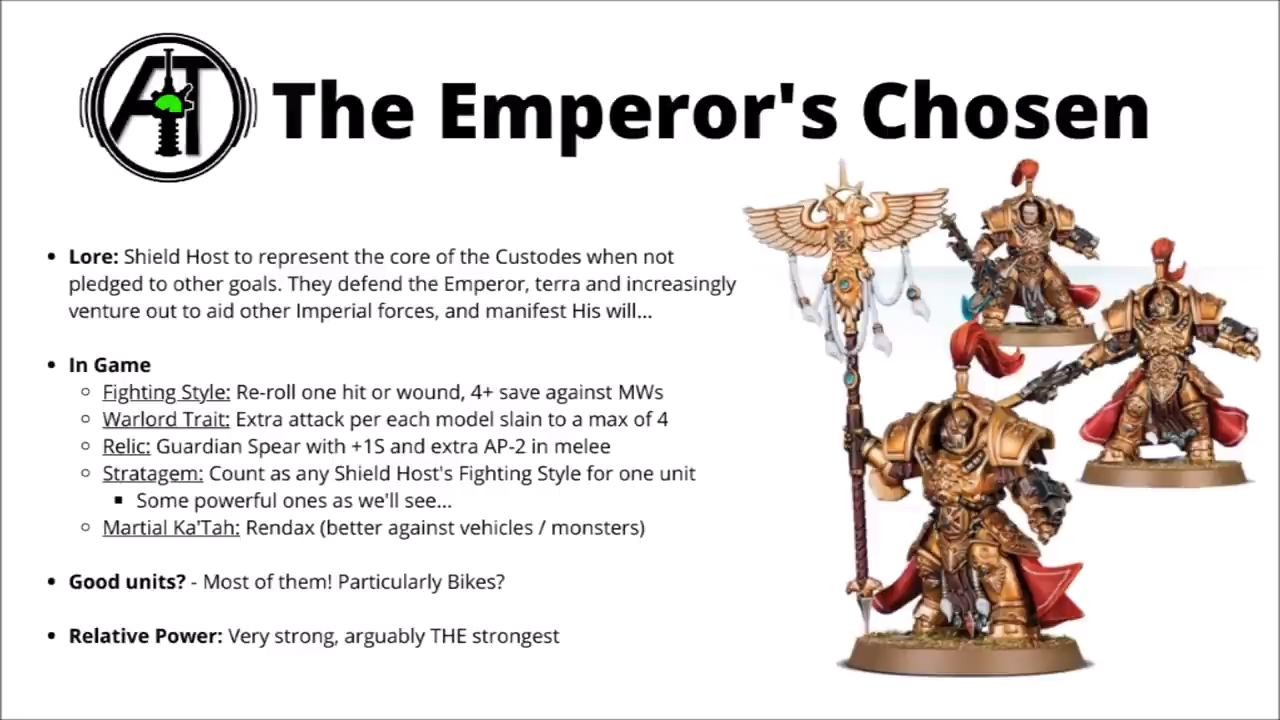 AT
The Emperor's Chosen
• Lore: Shield Host to represent the core of the Custodes when not
pledged to other goals. They defend the Emperor, terra and increasingly
venture out to aid other Imperial forces, and manifest His will...
• In Game
○ Fighting Style: Re-roll one hit or wound, 4+ save against MWs
○ Warlord Trait: Extra attack per each model slain to a max of 4
○ Relic: Guardian Spear with +1S and extra AP-2 in melee
○ Stratagem: Count as any Shield Host's Fighting Style for one unit
▪ Some powerful ones as we'll see...
○ Martial Ka'Tah: Rendax (better against vehicles / monsters)
• Good units? - Most of them! Particularly Bikes?
• Relative Power: Very strong, arguably THE strongest